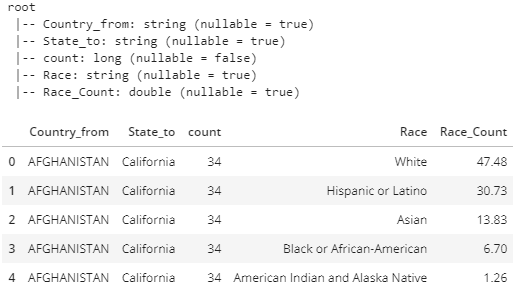 root
|-- Country_from: string (nullable = true)
|-- State_to: string (nullable = true)
|-- count: long (nullable = false)
|-- Race: string (nullable = true)
|-- Race_Count: double (nullable = true)
Country_from State_to count Race Race_Count
0 AFGHANISTAN California 34 White 47.48
1 AFGHANISTAN California 34 Hispanic or Latino 30.73
2 AFGHANISTAN California 34 Asian 13.83
3 AFGHANISTAN California 34 Black or African-American 6.70
4 AFGHANISTAN California 34 American Indian and Alaska Native 1.26